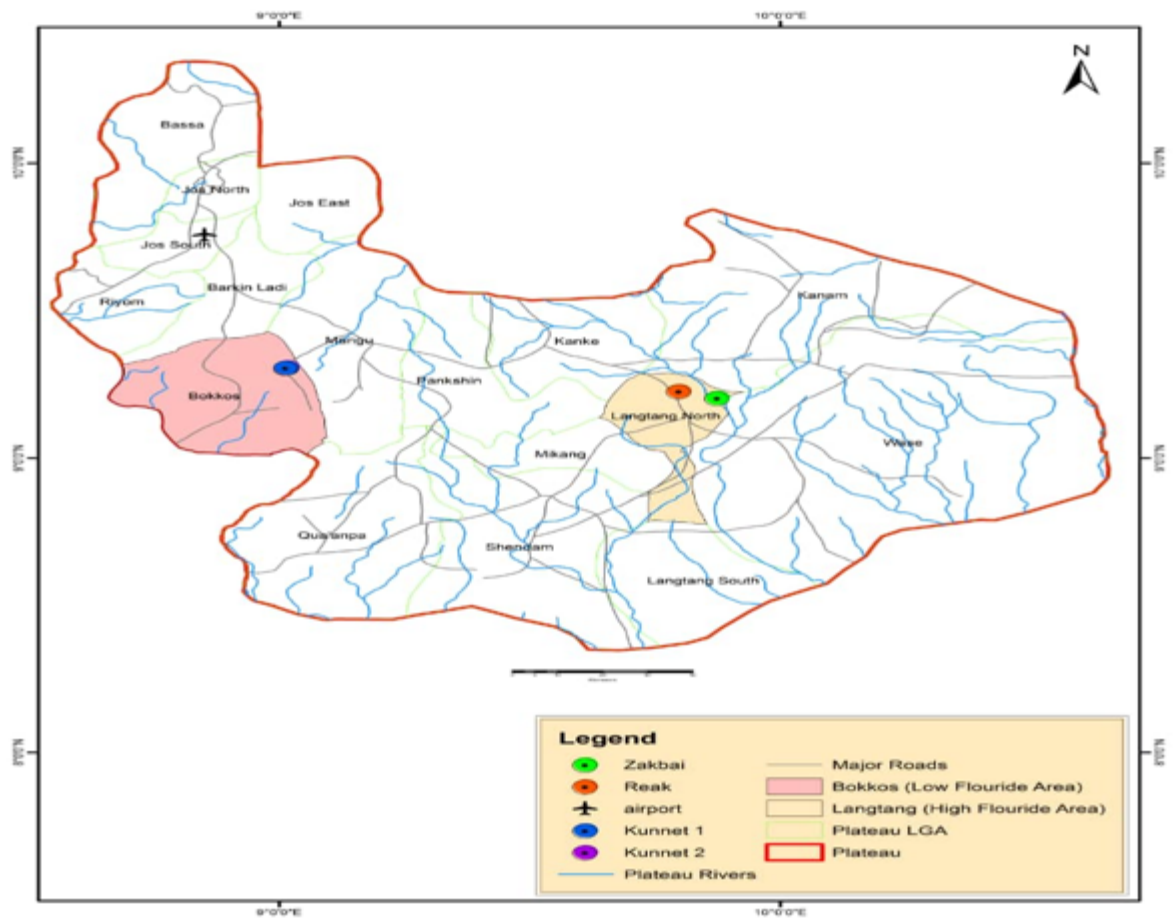 9°0'0"E 10°0'0"E
N
Bassa
10°0'0"N 10°0'0"N
Jos North
Jos East
Jos South
Barkin Ladi
Riyom
Kanam
Mangu
Kanke
Pankshin
Bokkos
Langtang North
Wase
9°0'0"N 9°0'0"N
Mikang
Qua'anpa
Shendam
Langtang South
Legend
Zakbai
Reak
airport
Kunnet 1
Kunnet 2
Plateau Rivers
Major Roads
Bokkos (Low Flouride Area)
Langtang (High Flouride Area)
Plateau LGA
Plateau
8°0'0"N 8°0'0"N
9°0'0"E 10°0'0"E